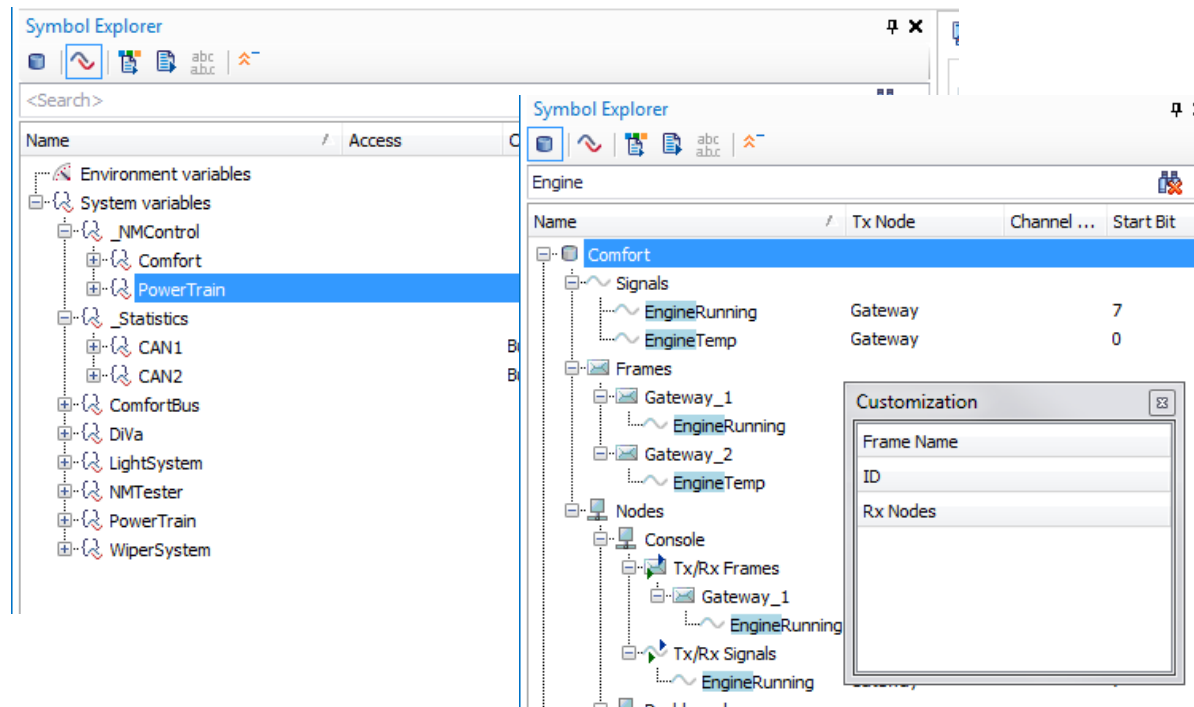 Symbol Explorer
abc
a.b.c
<Search>
Name / Access
Environment variables
System variables
_NMControl
Comfort
PowerTrain
_Statistics
CAN1
CAN2
ComfortBus
DiVa
LightSystem
NMTester
PowerTrain
WiperSystem
Symbol Explorer
abc
a.b.c
Engine
Name / Tx Node Channel ... Start Bit
Comfort
Signals
EngineRunning Gateway 7
EngineTemp Gateway 0
Frames
Gateway_1
EngineRunning
Gateway_2
EngineTemp
Nodes
Console
Tx/Rx Frames
Gateway_1
EngineRunning
Tx/Rx Signals
EngineRunning
Customization
Frame Name
ID
Rx Nodes